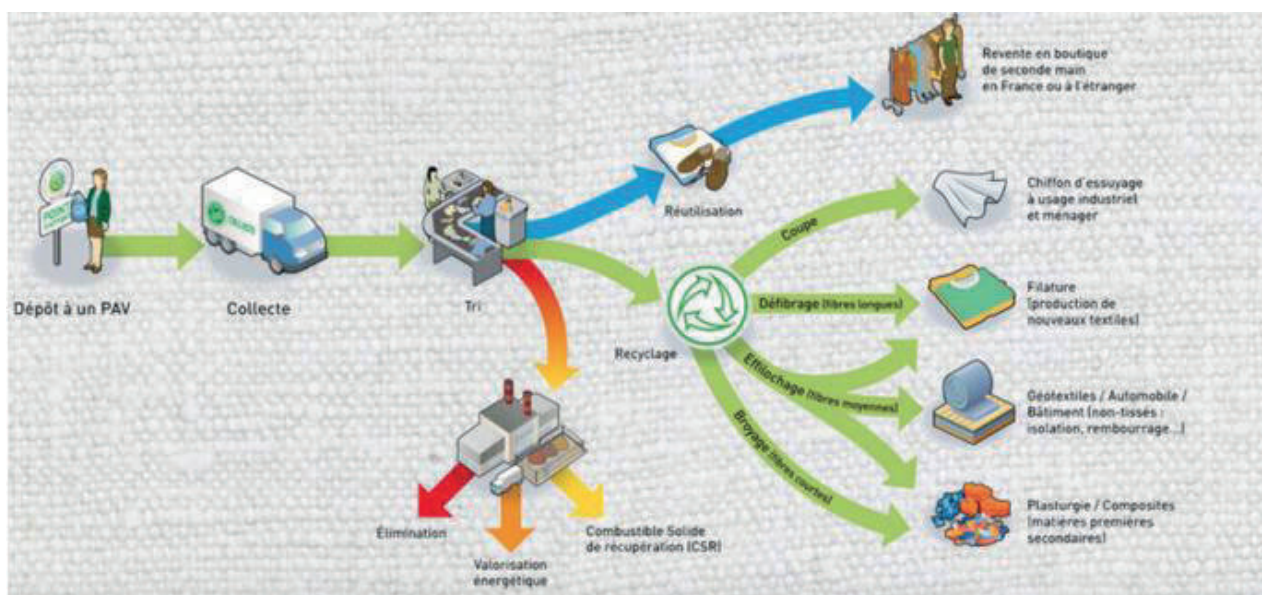 Revente en boutique
de seconde main
en France ou à l'étranger
POINT
Réutilisation
Coupe
Chiffon d'essuyage
à usage industriel
et ménager
Dépôt à un PAV
Collecte
Tri
Recyclage
Défibrage (fibres longues)
Filature
(production de
nouveaux textiles)
Effilochage (fibres moyennes)
Géotextiles / Automobile /
Bâtiment (non-tissés :
isolation, rembourrage...)
Broyage (fibres courtes)
Plasturgie / Composites
(matières premières
secondaires)
Élimination
Valorisation
énergétique
Combustible Solide
de récupération (CSR)